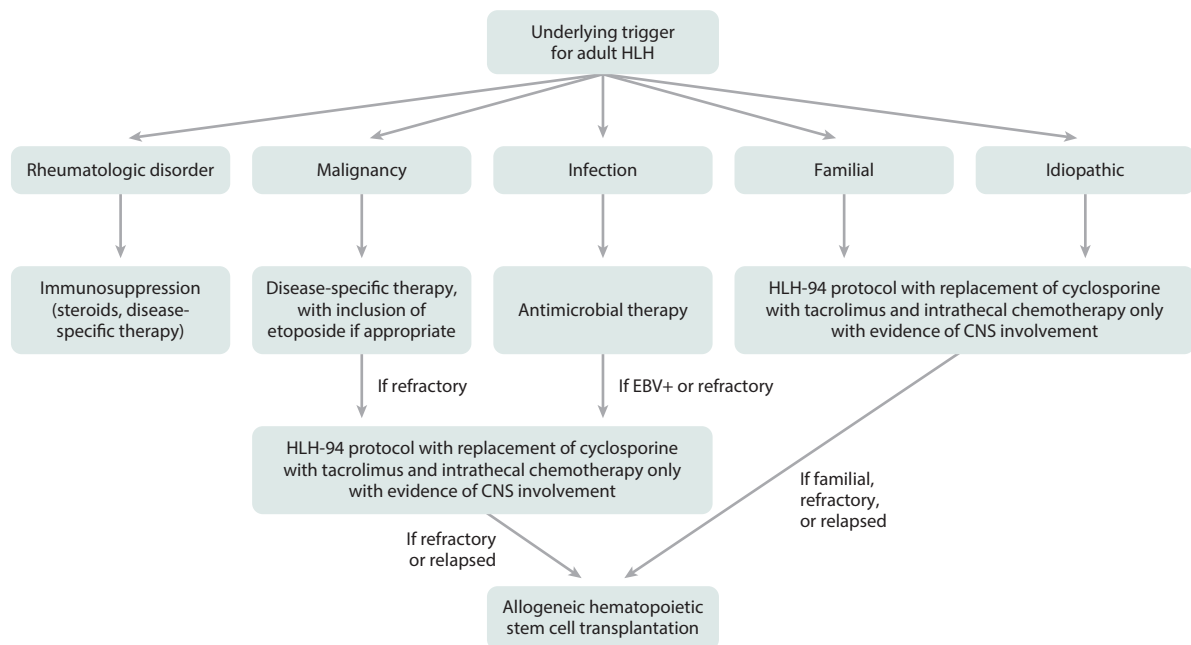 Underlying trigger
for adult HLH
Rheumatologic disorder
Malignancy
Infection
Familial
Idiopathic
Immunosuppression
(steroids, disease-
specific therapy)
Disease-specific therapy,
with inclusion of
etoposide if appropriate
Antimicrobial therapy
HLH-94 protocol with replacement of cyclosporine
with tacrolimus and intrathecal chemotherapy only
with evidence of CNS involvement
If refractory
If EBV+ or refractory
HLH-94 protocol with replacement of cyclosporine
with tacrolimus and intrathecal chemotherapy only
with evidence of CNS involvement
If familial,
refractory,
or relapsed
If refractory
or relapsed
Allogeneic hematopoietic
stem cell transplantation